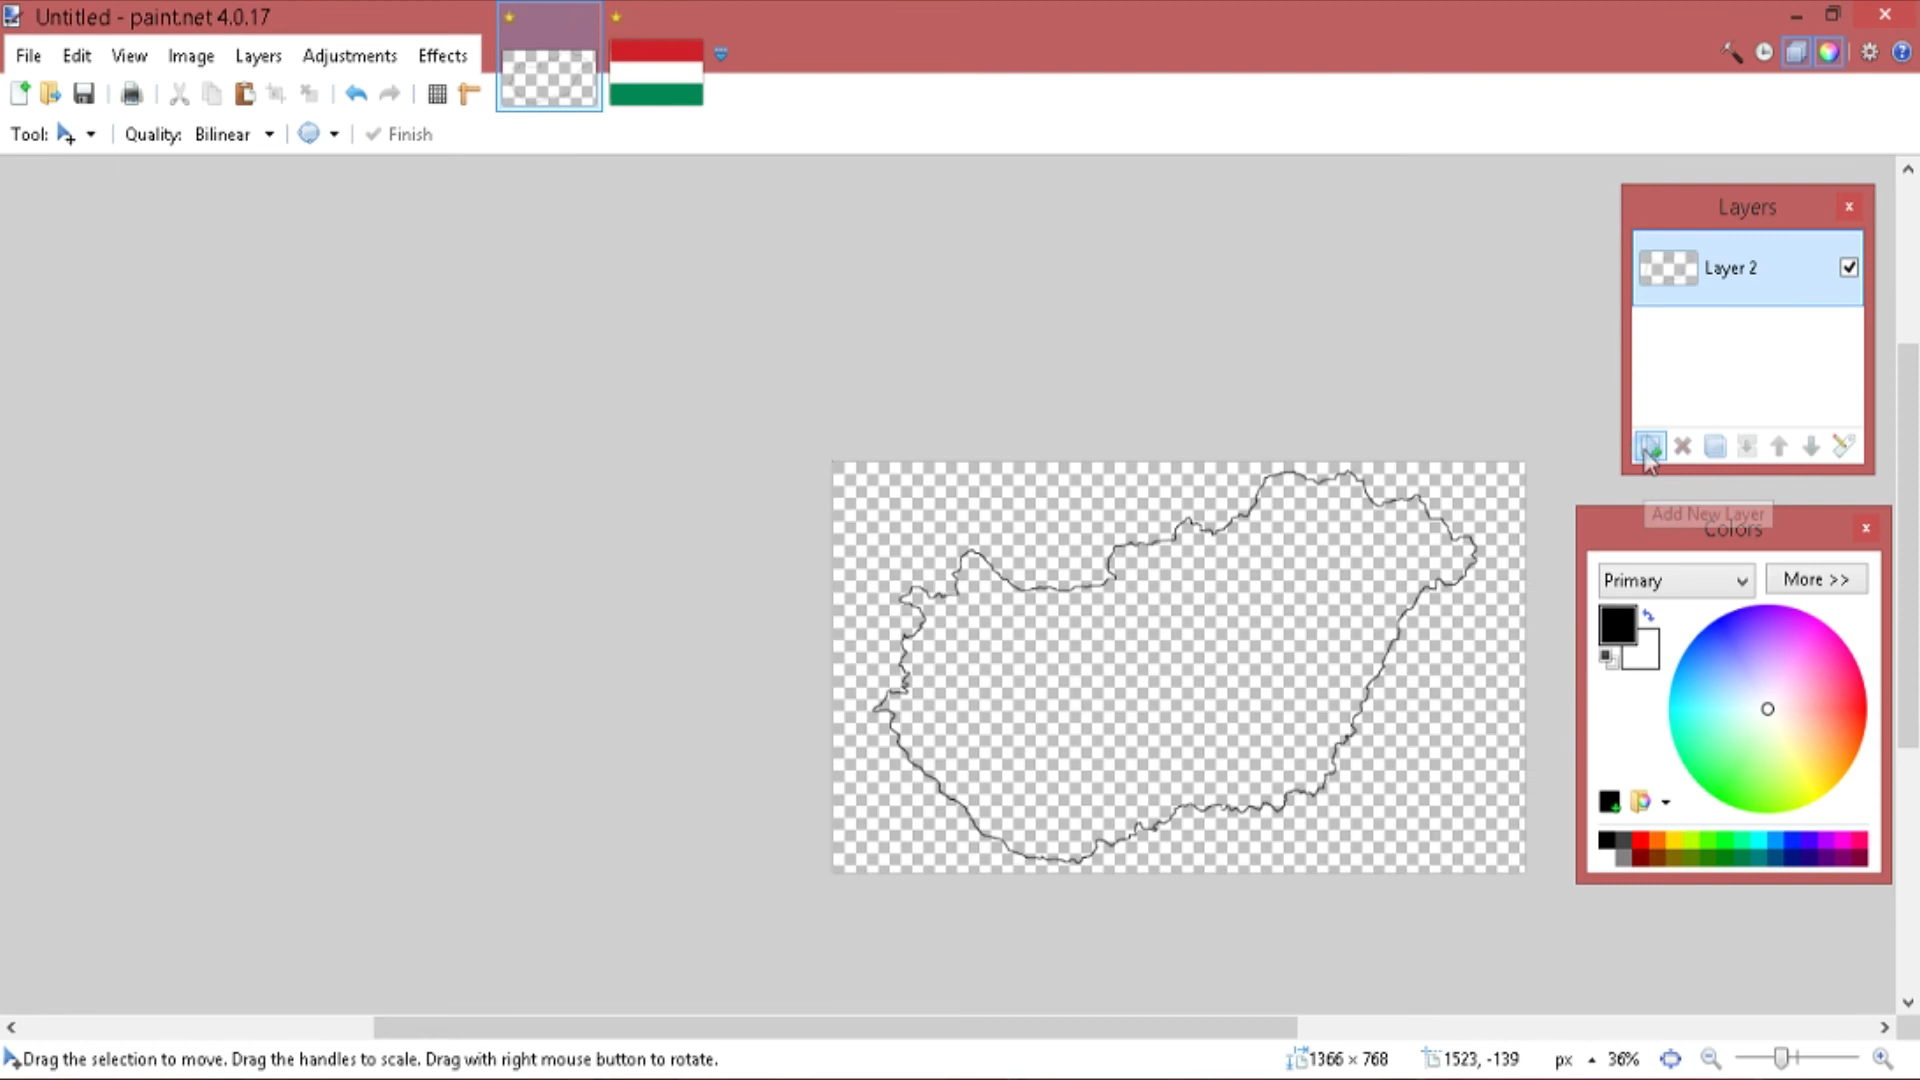 Untitled - paint.net 4.0.17
File Edit View Image Layers Adjustments Effects
Tool: Quality: Bilinear Finish
Layers
Layer 2
Add New Layer
Colors
Primary More >>
Drag the selection to move. Drag the handles to scale. Drag with right mouse button to rotate.
1366 × 768 1523, -139 px 36%